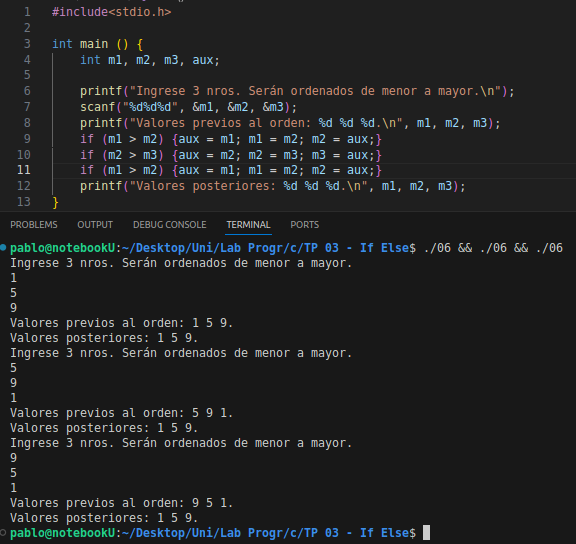 1 #include<stdio.h>
2
3 int main () {
4     int m1, m2, m3, aux;
5
6     printf("Ingrese 3 nros. Serán ordenados de menor a mayor.\n");
7     scanf("%d%d%d", &m1, &m2, &m3);
8     printf("Valores previos al orden: %d %d %d.\n", m1, m2, m3);
9     if (m1 > m2) {aux = m1; m1 = m2; m2 = aux;}
10     if (m2 > m3) {aux = m2; m2 = m3; m3 = aux;}
11     if (m1 > m2) {aux = m1; m1 = m2; m2 = aux;}
12     printf("Valores posteriores: %d %d %d.\n", m1, m2, m3);
13 }
PROBLEMS OUTPUT DEBUG CONSOLE TERMINAL PORTS
pablo@notebookU:~/Desktop/Uni/Lab Progr/c/TP 03 - If Else$ ./06 && ./06 && ./06
Ingrese 3 nros. Serán ordenados de menor a mayor.
1
5
9
Valores previos al orden: 1 5 9.
Valores posteriores: 1 5 9.
Ingrese 3 nros. Serán ordenados de menor a mayor.
5
9
1
Valores previos al orden: 5 9 1.
Valores posteriores: 1 5 9.
Ingrese 3 nros. Serán ordenados de menor a mayor.
9
5
1
Valores previos al orden: 9 5 1.
Valores posteriores: 1 5 9.
pablo@notebookU:~/Desktop/Uni/Lab Progr/c/TP 03 - If Else$